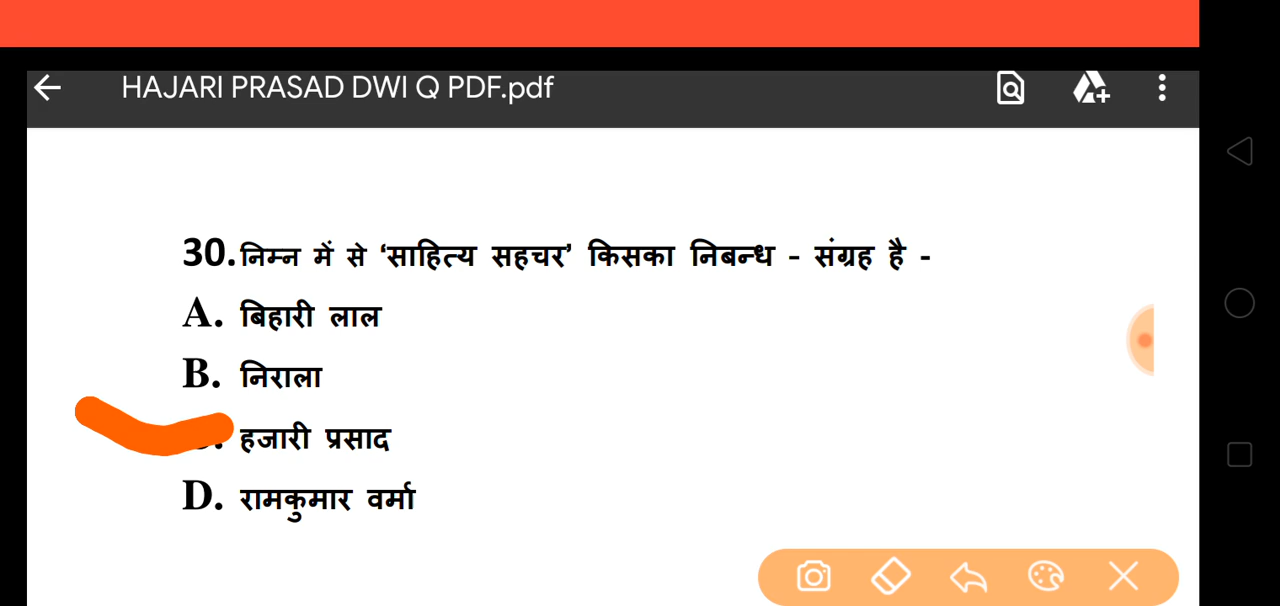 HAJARI PRASAD DWI Q PDF.pdf
30. निम्न में से ‘साहित्य सहचर’ किसका निबन्ध - संग्रह है -
A. बिहारी लाल
B. निराला
हजारी प्रसाद
D. रामकुमार वर्मा